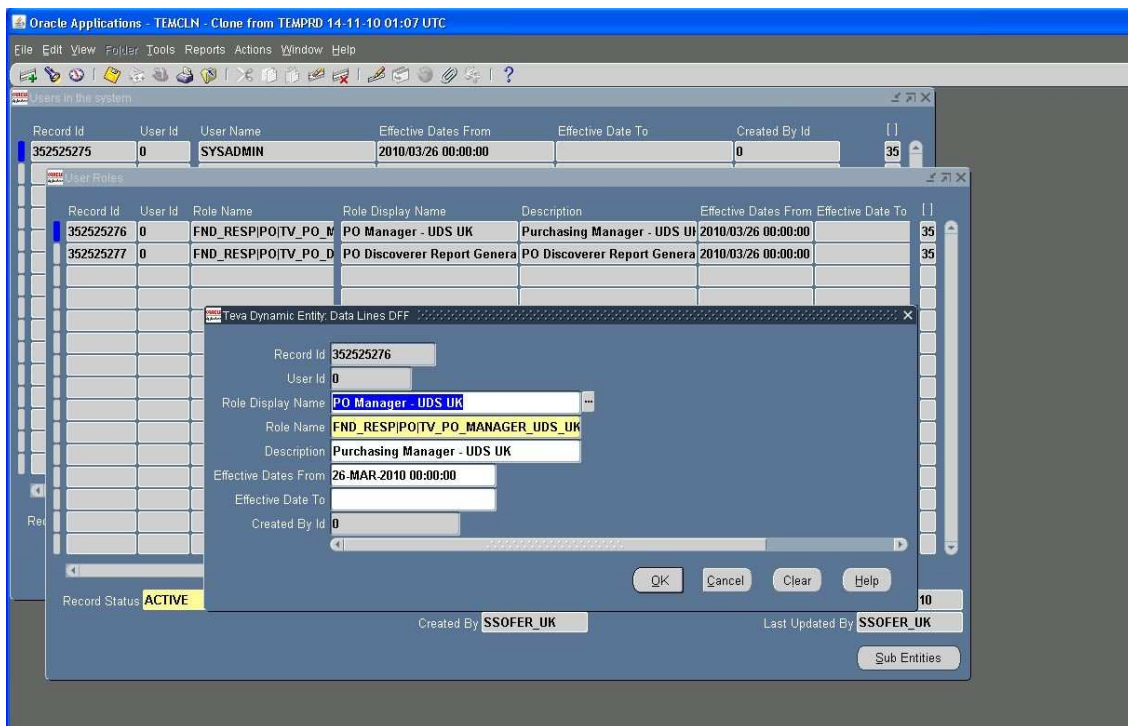 Oracle Applications - TEMCLN - Clone from TEMPRD 14-11-10 01:07 UTC
File Edit View Folder Tools Reports Actions Window Help
Users in the system
Record Id User Id User Name Effective Dates From Effective Date To Created By Id [ ]
352525275 0 SYSADMIN 2010/03/26 00:00:00 0 35
User Roles
Record Id User Id Role Name Role Display Name Description Effective Dates From Effective Date To [ ]
352525276 0 FND_RESP|PO|TV_PO_M PO Manager - UDS UK Purchasing Manager - UDS UK 2010/03/26 00:00:00 35
352525277 0 FND_RESP|PO|TV_PO_D PO Discoverer Report Genera PO Discoverer Report Genera 2010/03/26 00:00:00 35
Teva Dynamic Entity: Data Lines DFF
Record Id 352525276
User Id 0
Role Display Name PO Manager - UDS UK ...
Role Name FND_RESP|PO|TV_PO_MANAGER_UDS_UK
Description Purchasing Manager - UDS UK
Effective Dates From 26-MAR-2010 00:00:00
Effective Date To
Created By Id 0
OK Cancel Clear Help
Rec
Record Status ACTIVE 10
Created By SSOFER_UK Last Updated By SSOFER_UK
Sub Entities